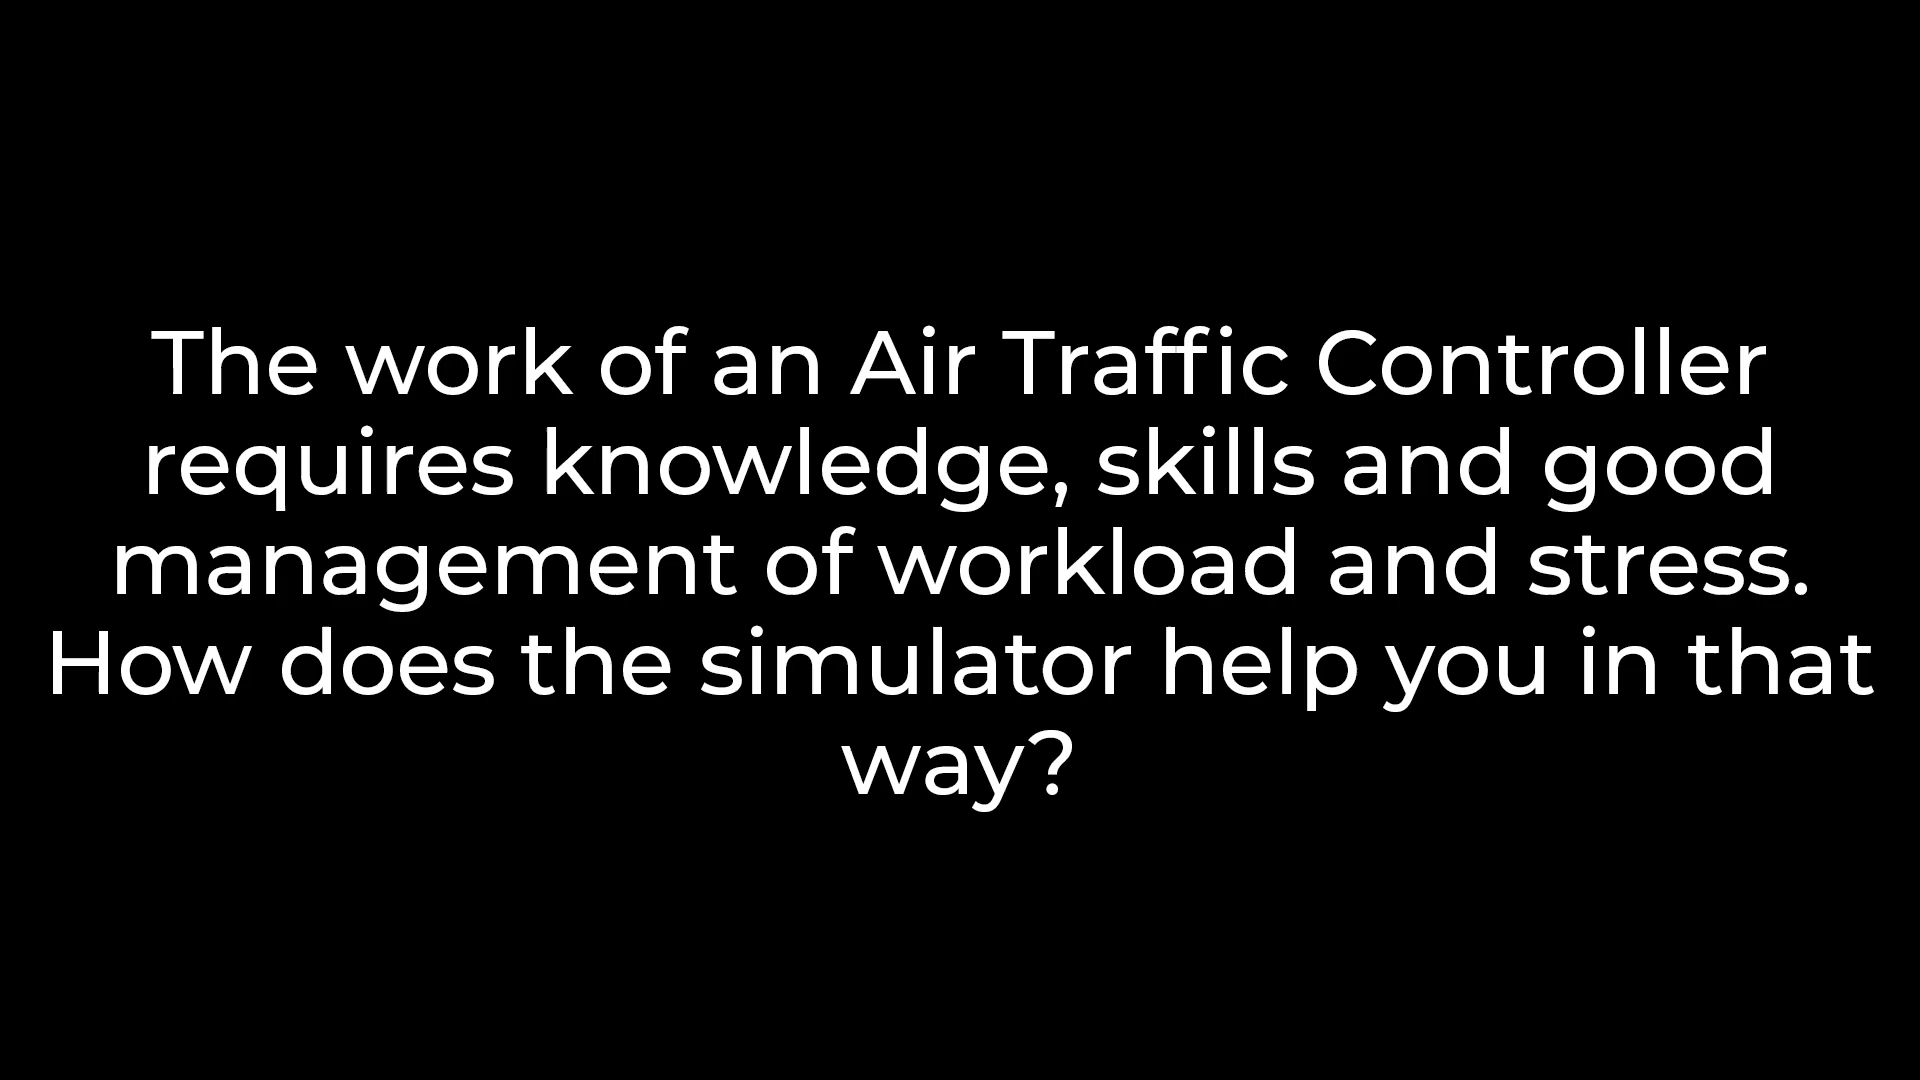 The work of an Air Traffic Controller
requires knowledge, skills and good
management of workload and stress.
How does the simulator help you in that
way?